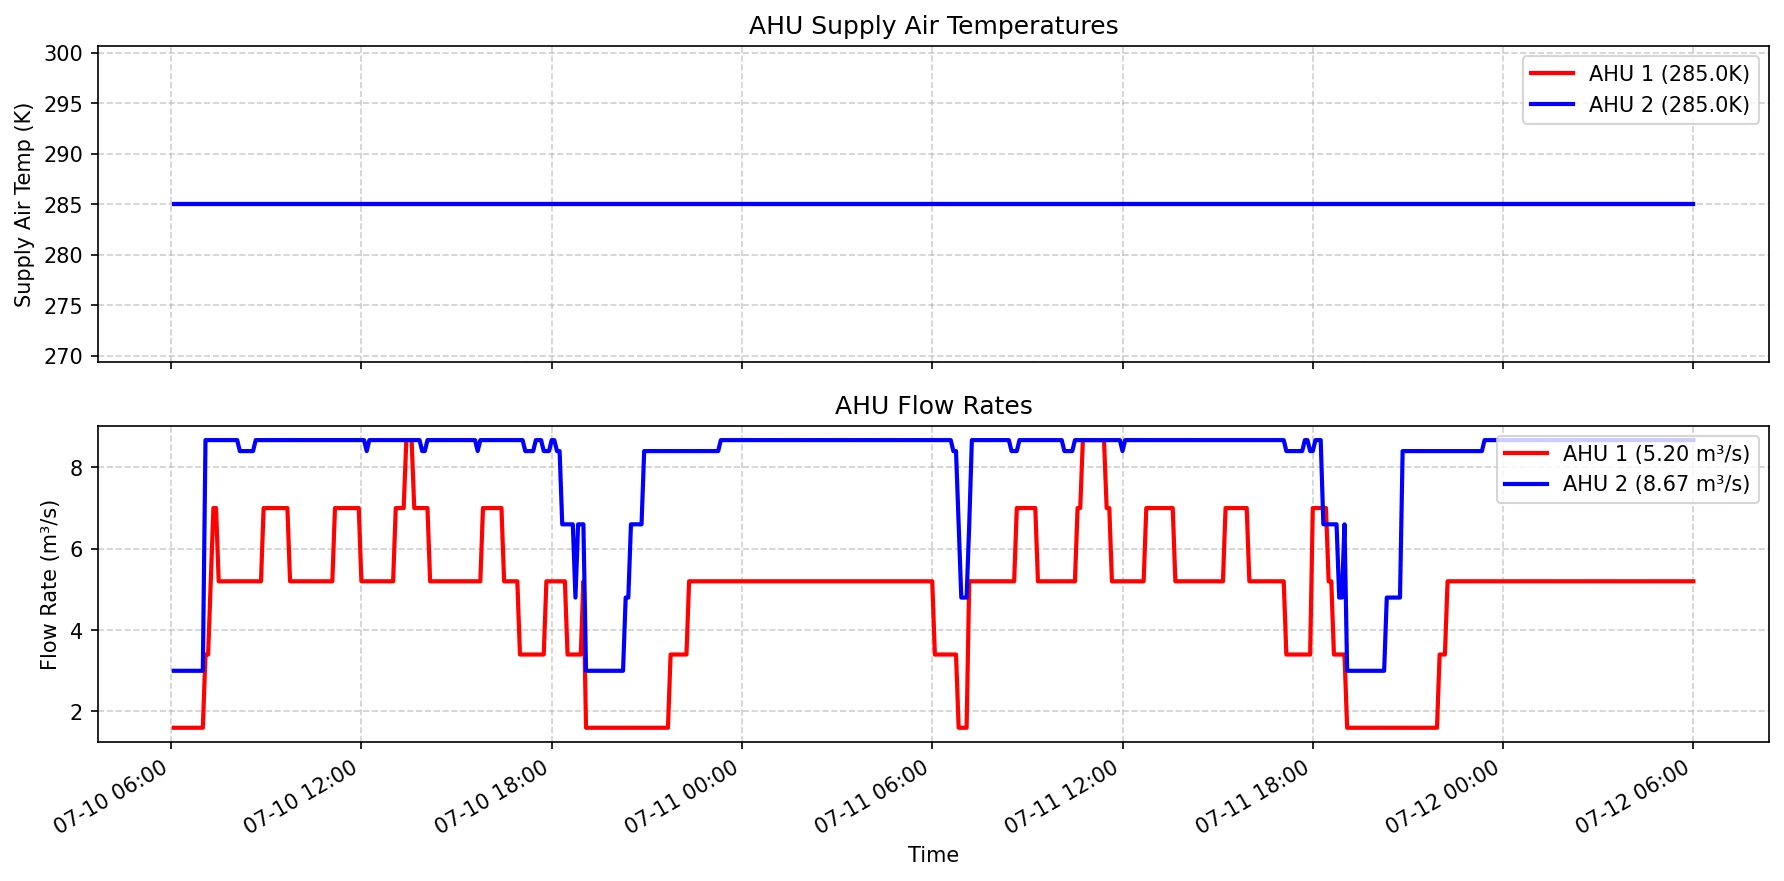 AHU Supply Air Temperatures
Supply Air Temp (K)
300
295
290
285
280
275
270
AHU 1 (285.0K)
AHU 2 (285.0K)
AHU Flow Rates
Flow Rate (m³/s)
8
6
4
2
AHU 1 (5.20 m³/s)
AHU 2 (8.67 m³/s)
07-10 06:00
07-10 12:00
07-10 18:00
07-11 00:00
07-11 06:00
07-11 12:00
07-11 18:00
07-12 00:00
07-12 06:00
Time